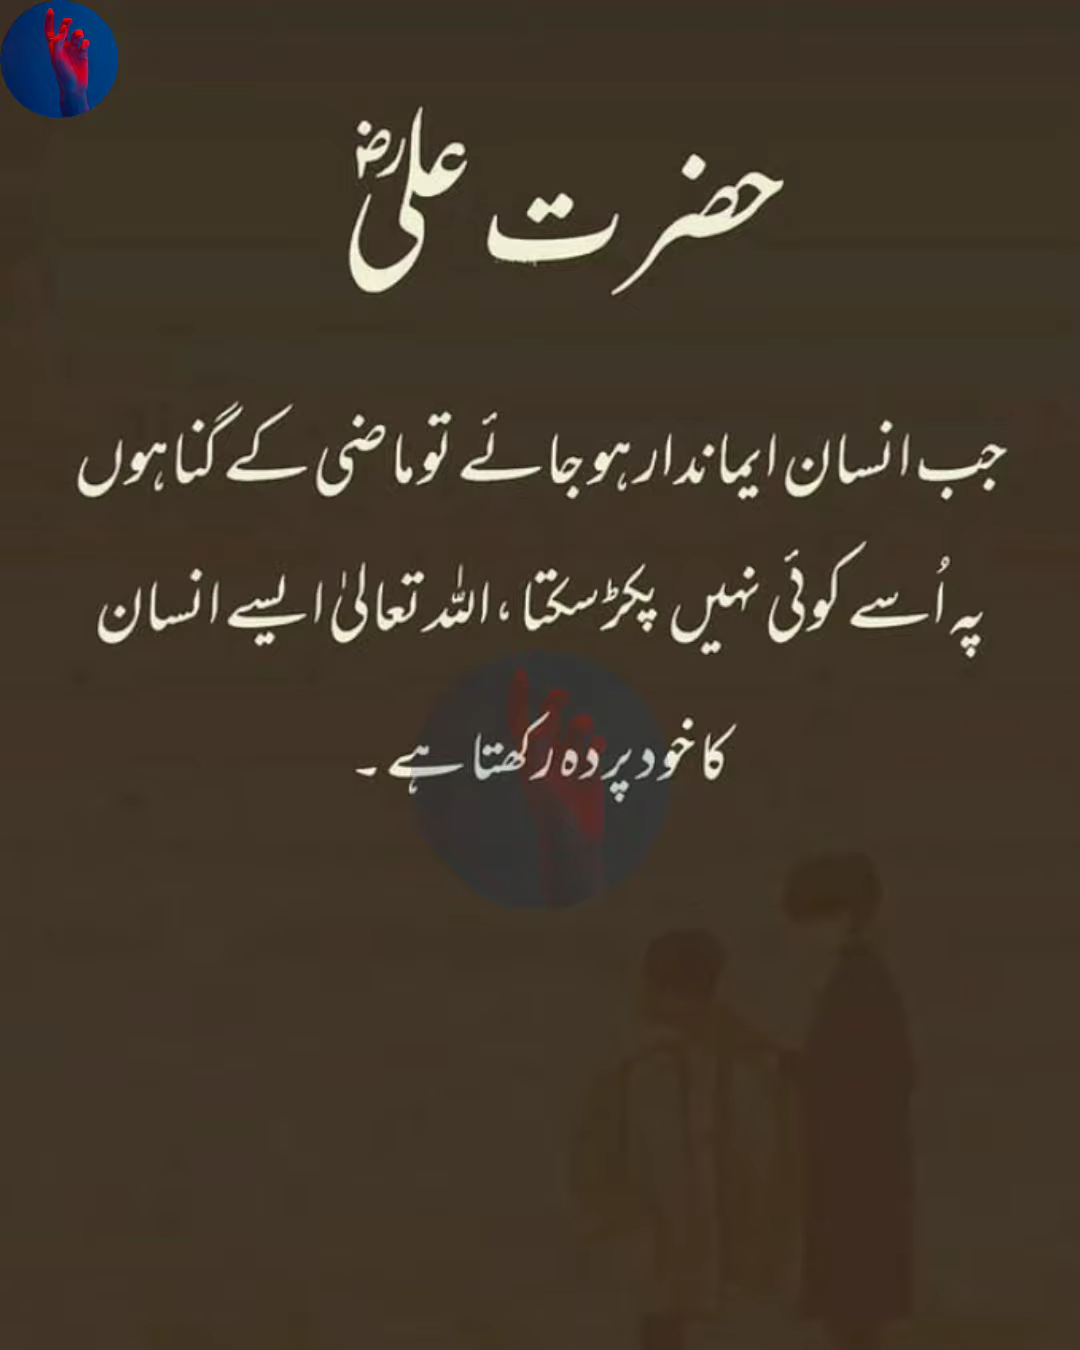 حضرت علیؓ
جب انسان ایماندار ہو جائے تو ماضی کے گناہوں
پہ اُسے کوئی نہیں پکڑ سکتا، اللہ تعالیٰ ایسے انسان
کا خود پردہ رکھتا ہے۔